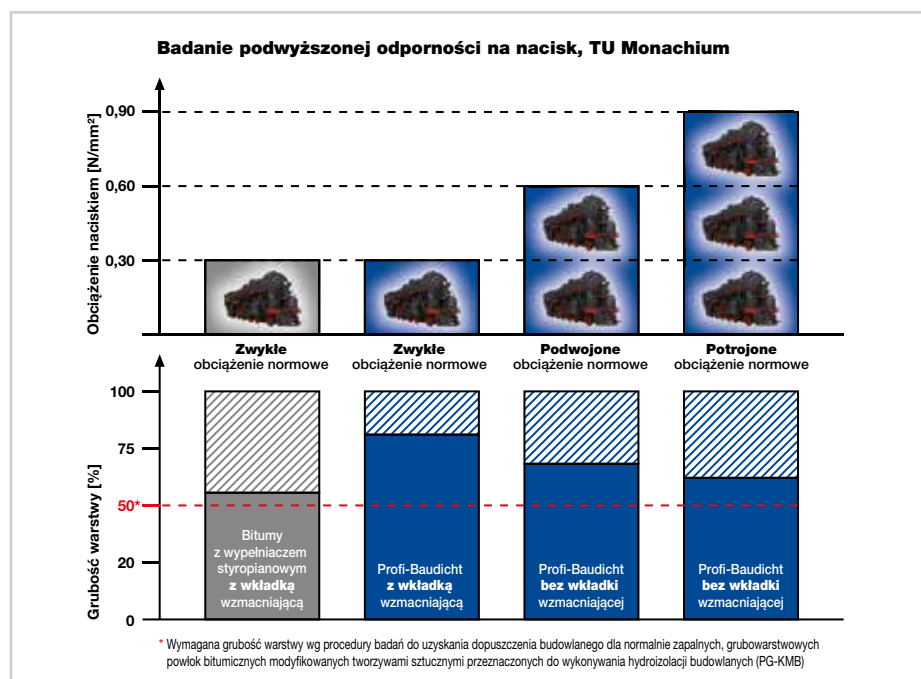 Badanie podwyższonej odporności na nacisk, TU Monachium
Obciążenie naciskiem [N/mm²]
0,90
0,60
0,30
Zwykłe
obciążenie normowe
Zwykłe
obciążenie normowe
Podwojone
obciążenie normowe
Potrojone
obciążenie normowe
Grubość warstwy [%]
100
75
50*
20
0
Bitumy
z wypełniaczem
styropianowym
z wkładką
wzmacniającą
Profi-Baudicht
z wkładką
wzmacniającą
Profi-Baudicht
bez wkładki
wzmacniającej
Profi-Baudicht
bez wkładki
wzmacniającej
* Wymagana grubość warstwy wg procedury badań do uzyskania dopuszczenia budowlanego dla normalnie zapalnych, grubowarstwowych
powłok bitumicznych modyfikowanych tworzywami sztucznymi przeznaczonych do wykonywania hydroizolacji budowlanych (PG-KMB)